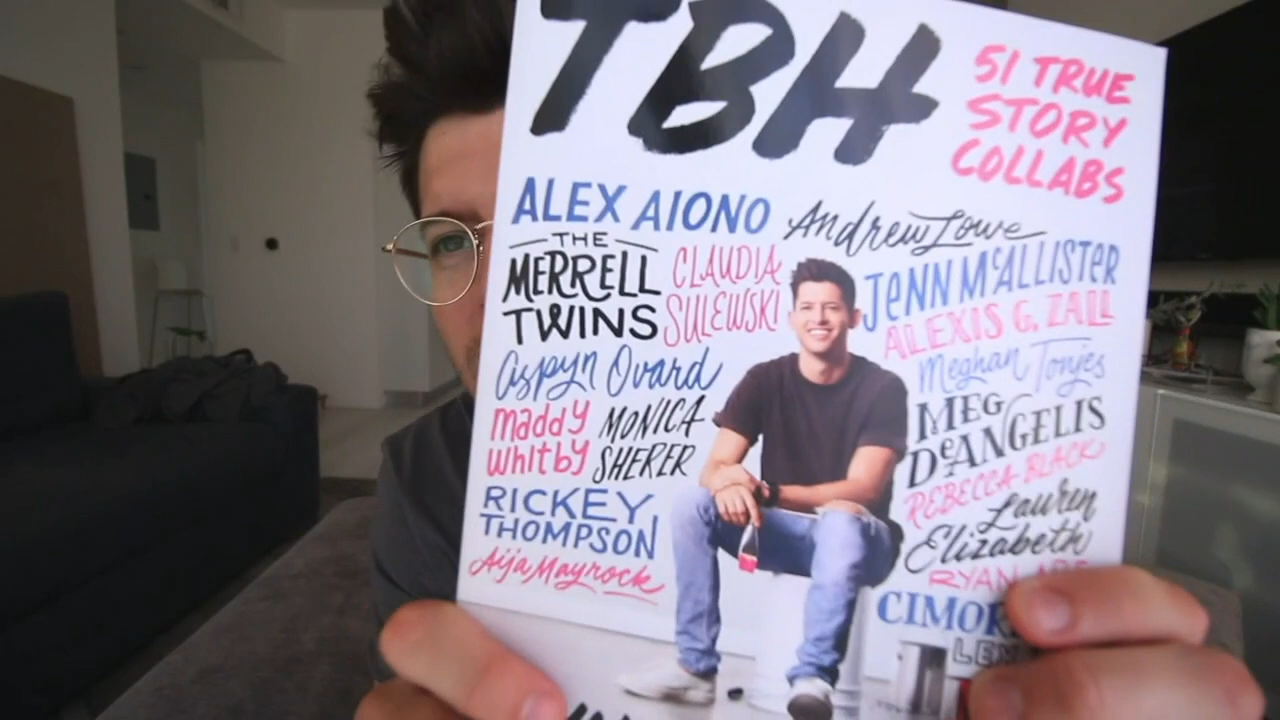 TBH
51 TRUE
STORY
COLLABS
ALEX AIONO
Andrew Lowe
THE
MERRELL
TWINS
CLAUDIA
SULEWSKI
JENN McALLISTER
ALEXIS G. ZALL
Aspyn Ovard
Meghan Tonjes
maddy
whitby
MONICA
SHERER
MEG
DeANGELIS
REBECCA BLACK
RICKEY
THOMPSON
Lauren
Elizabeth
Aija Mayrock
RYAN